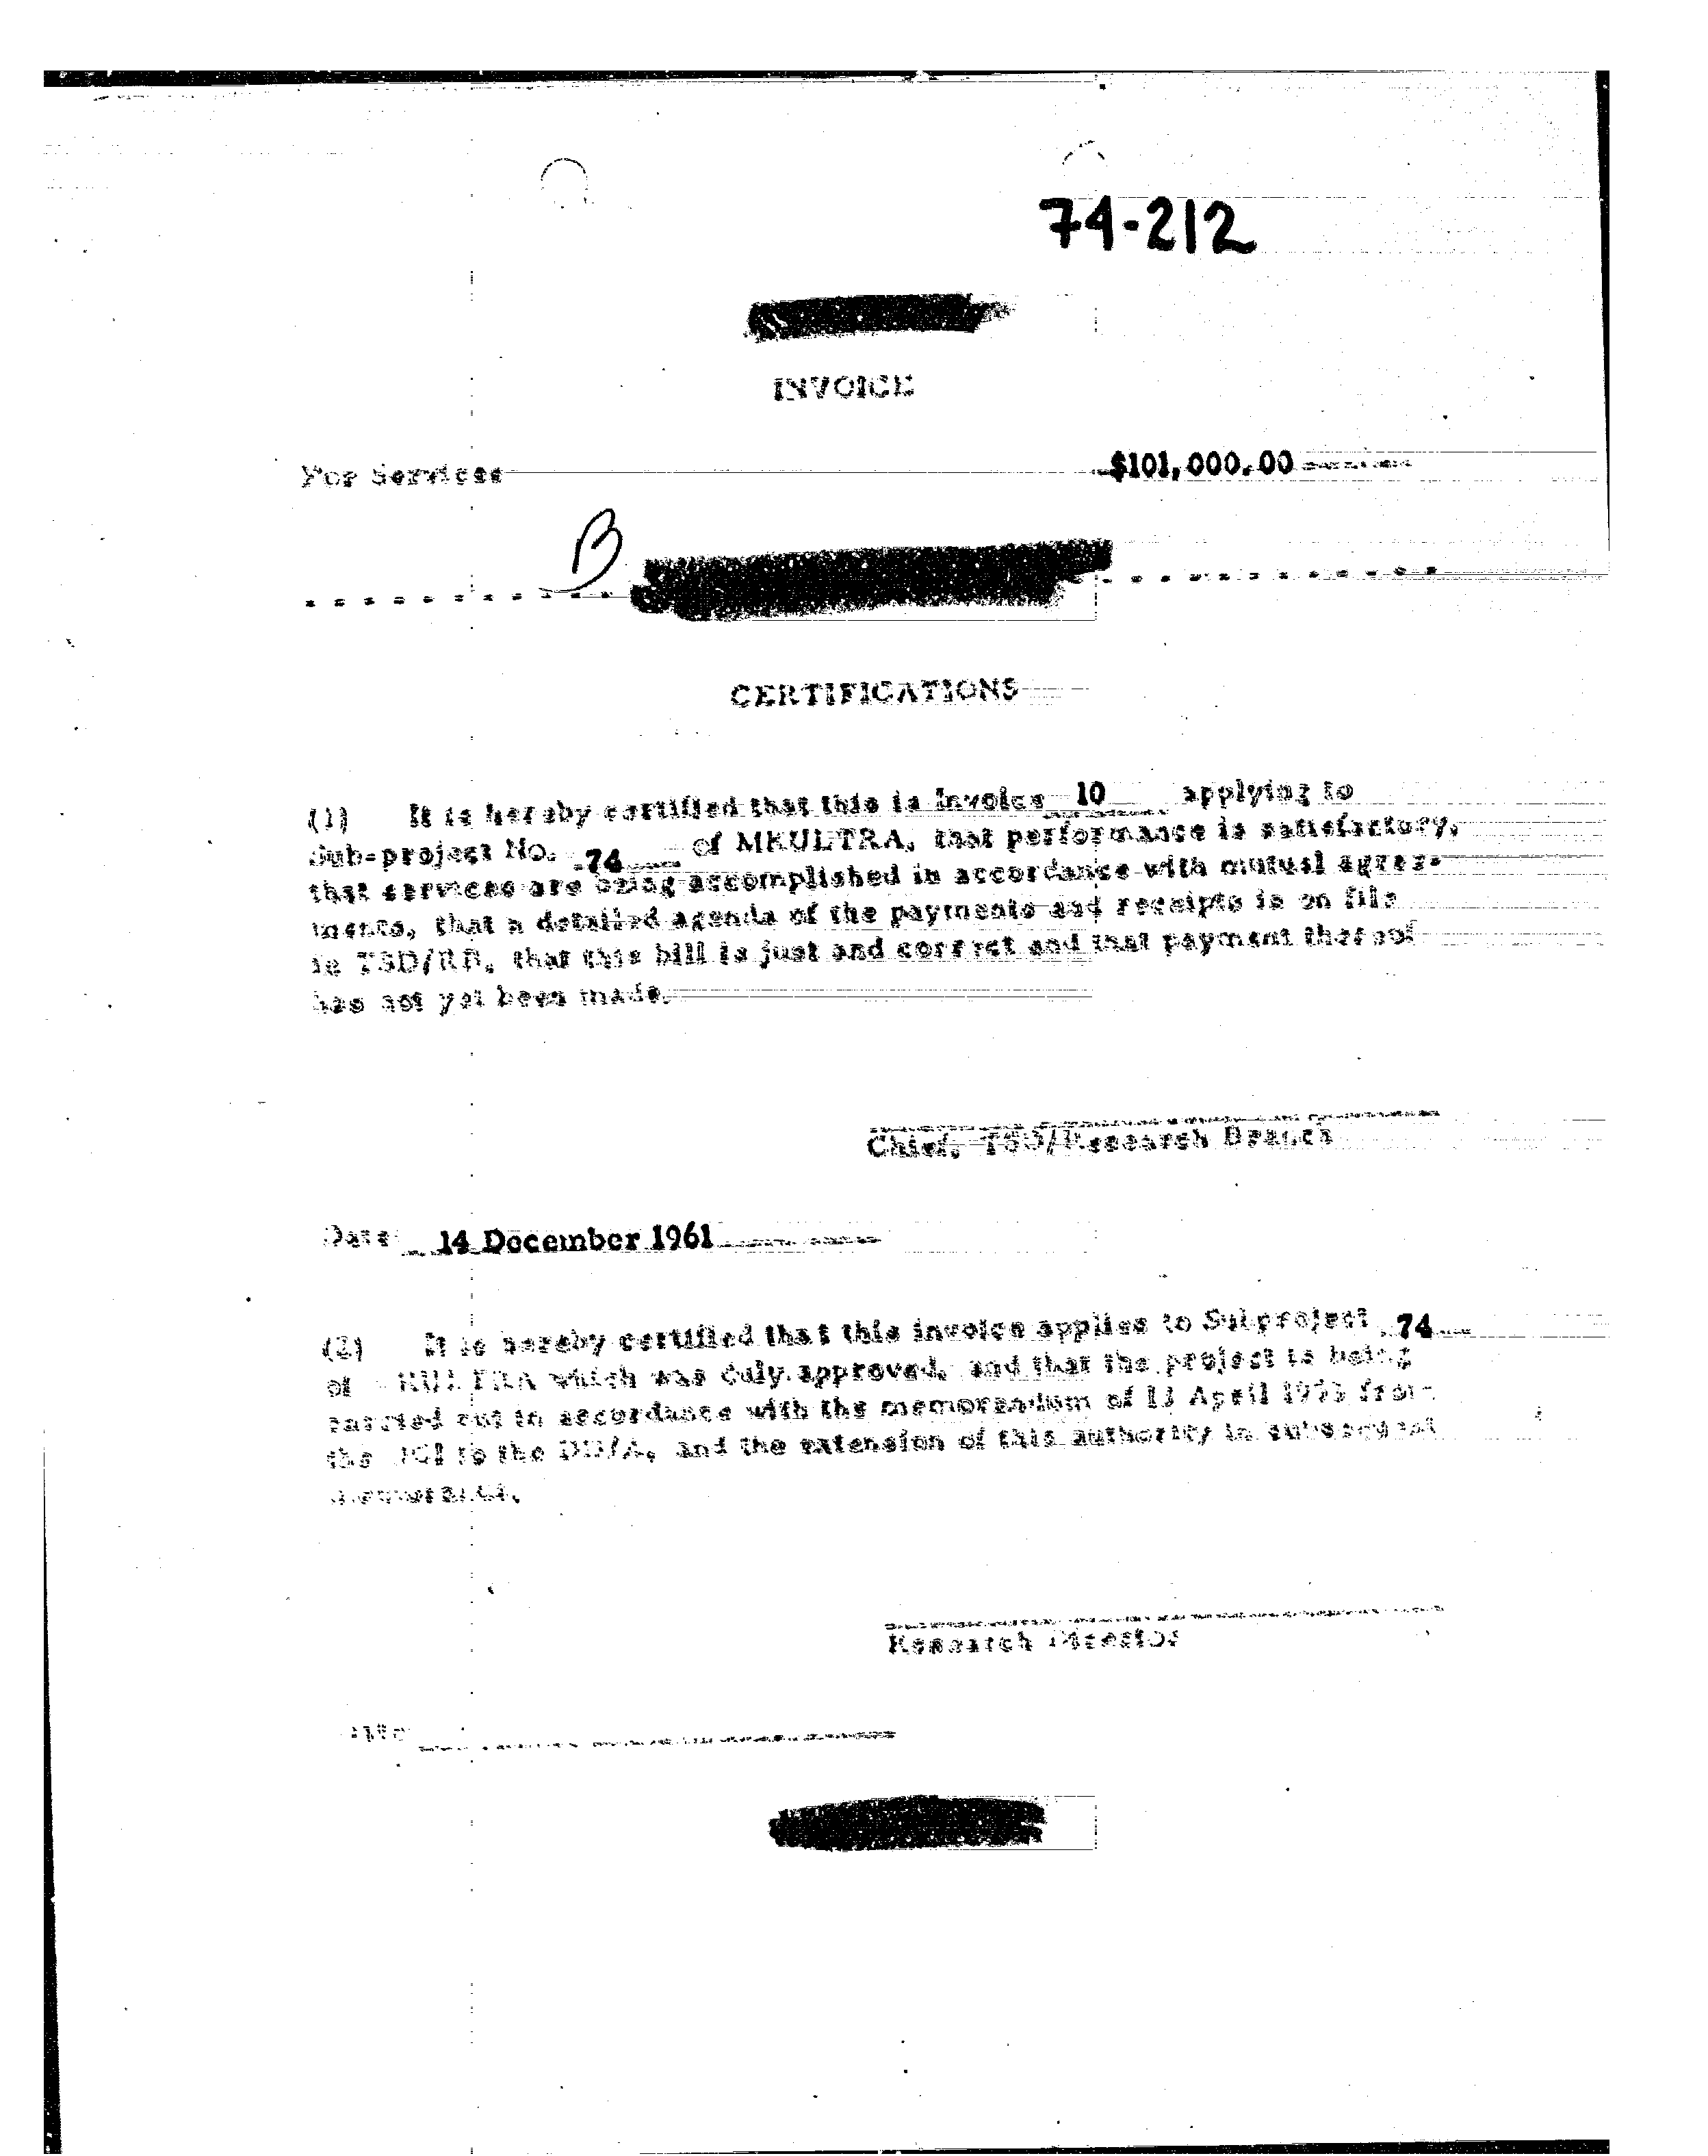 74-212
INVOICE
For Services $101,000.00
B
CERTIFICATIONS
(1) It is hereby certified that this is Invoice 10 applying to
Sub-project No. 74 of MKULTRA, that performance is satisfactory,
that services are being accomplished in accordance with mutual agree-
ments, that a detailed agenda of the payments and receipts is on file
in TSD/RB, that this bill is just and correct and that payment thereof
has not yet been made.
Chief, TSD/Research Branch
Date 14 December 1961
(2) It is hereby certified that this invoice applies to Subproject 74
of MKULTRA which was duly approved, and that the project is being
carried out in accordance with the memorandum of 13 April 1953 from
the DCI to the DD/A, and the extension of this authority in subsequent
Research Director